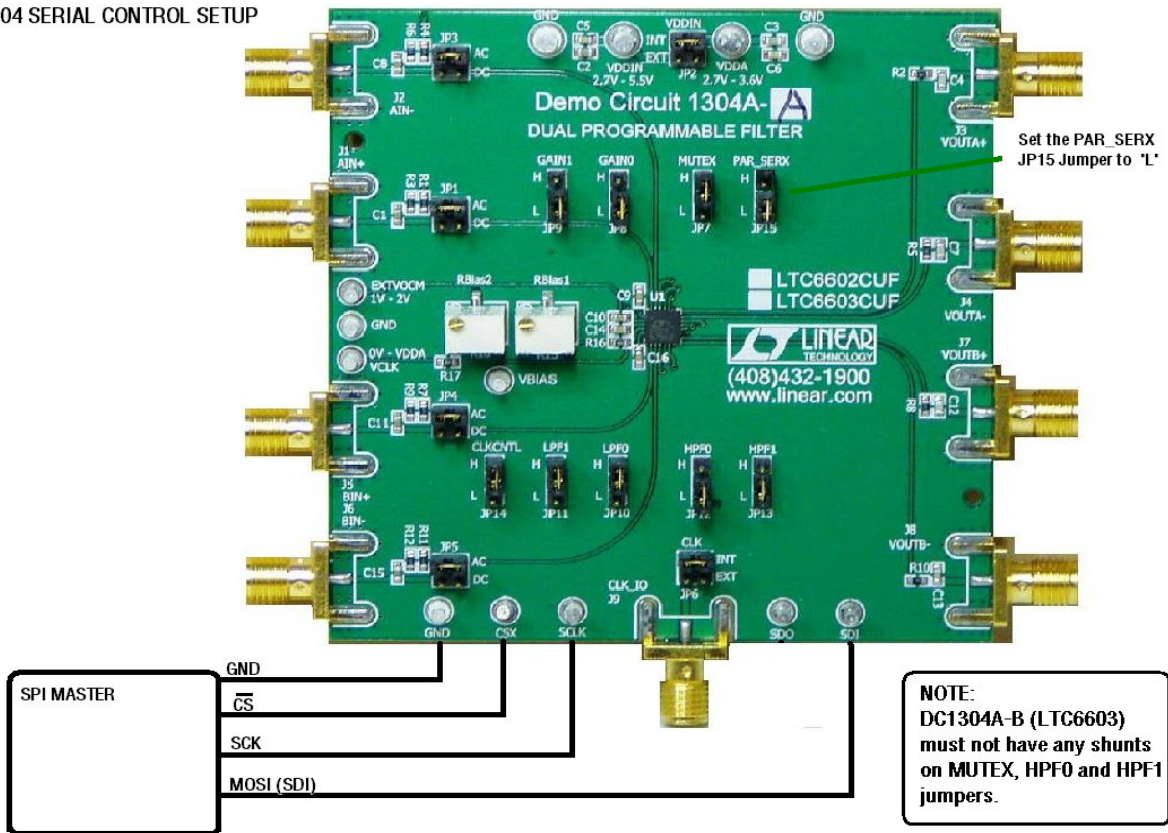 04 SERIAL CONTROL SETUP
GND
C5
C2
VDDIN
2.7V - 5.5V
VDDIN
INT
EXT
JP2
VDDA
2.7V - 3.6V
C3
C6
GND
R6
R4
JP3
AC
DC
C8
J2
AIN-
R2
C4
J3
VOUTA+
Demo Circuit 1304A-A
DUAL PROGRAMMABLE FILTER
Set the PAR_SERX
JP15 Jumper to "L"
J1
AIN+
R3
R1
JP1
AC
DC
C1
GAIN1
H
L
JP9
GAIN0
H
L
JP8
MUTEX
H
L
JP7
PAR_SERX
H
L
JP15
R5
C7
J4
VOUTA-
EXTVOCM
1V - 2V
GND
0V - VDDA
VCLK
RBias2
RBias1
R17
VBIAS
C9
U1
C10
C14
R16
C16
LTC6602CUF
LTC6603CUF
LINEAR
TECHNOLOGY
(408)432-1900
www.linear.com
J7
VOUTB+
R8
C12
R9
R7
JP4
AC
DC
C11
J5
BIN+
J6
BIN-
CLKCNTL
H
L
JP14
LPF1
H
L
JP11
LPF0
H
L
JP10
HPF0
H
L
JP12
HPF1
H
L
JP13
R12
R11
JP5
AC
DC
C15
CLK
INT
EXT
JP6
J8
VOUTB-
R10
C13
CLK_IO
J9
GND
CSX
SCLK
SDO
SDI
SPI MASTER
GND
CS
SCK
MOSI (SDI)
NOTE:
DC1304A-B (LTC6603)
must not have any shunts
on MUTEX, HPF0 and HPF1
jumpers.